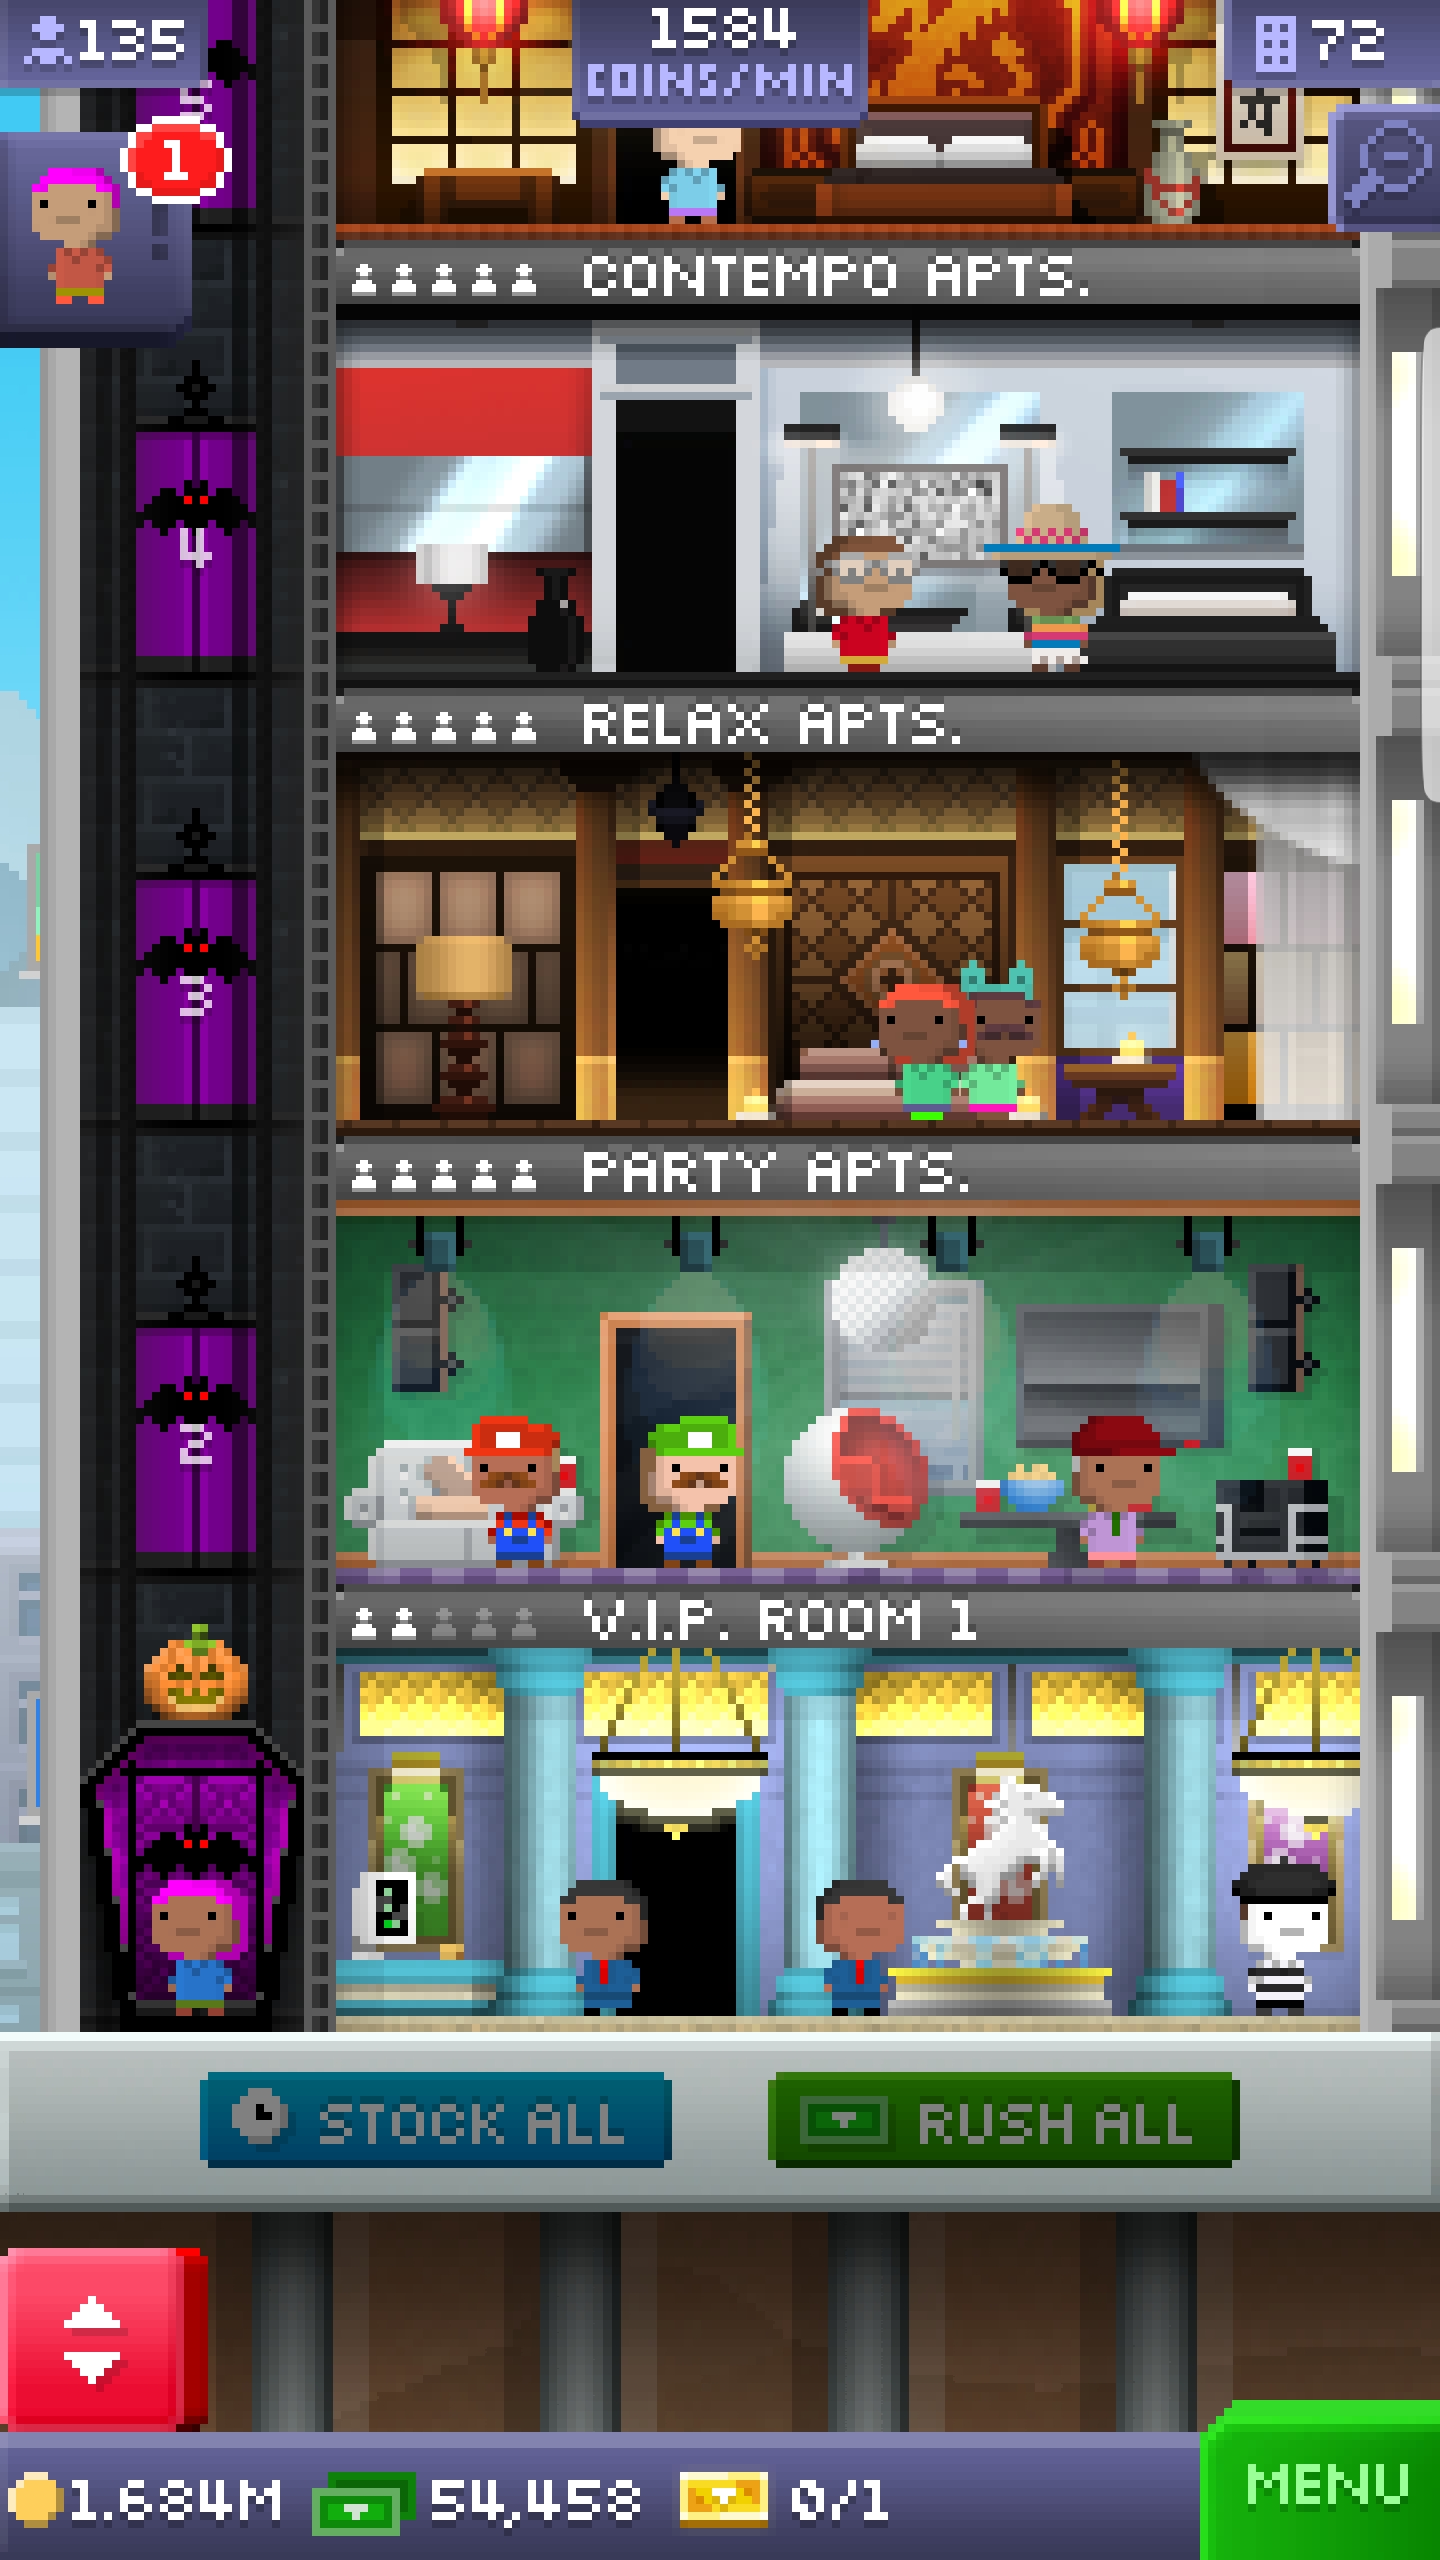 135
1584
COINS/MIN
72
5
1
CONTEMPO APTS.
4
RELAX APTS.
3
PARTY APTS.
2
V.I.P. ROOM 1
STOCK ALL
RUSH ALL
1.684M
54,458
0/1
MENU